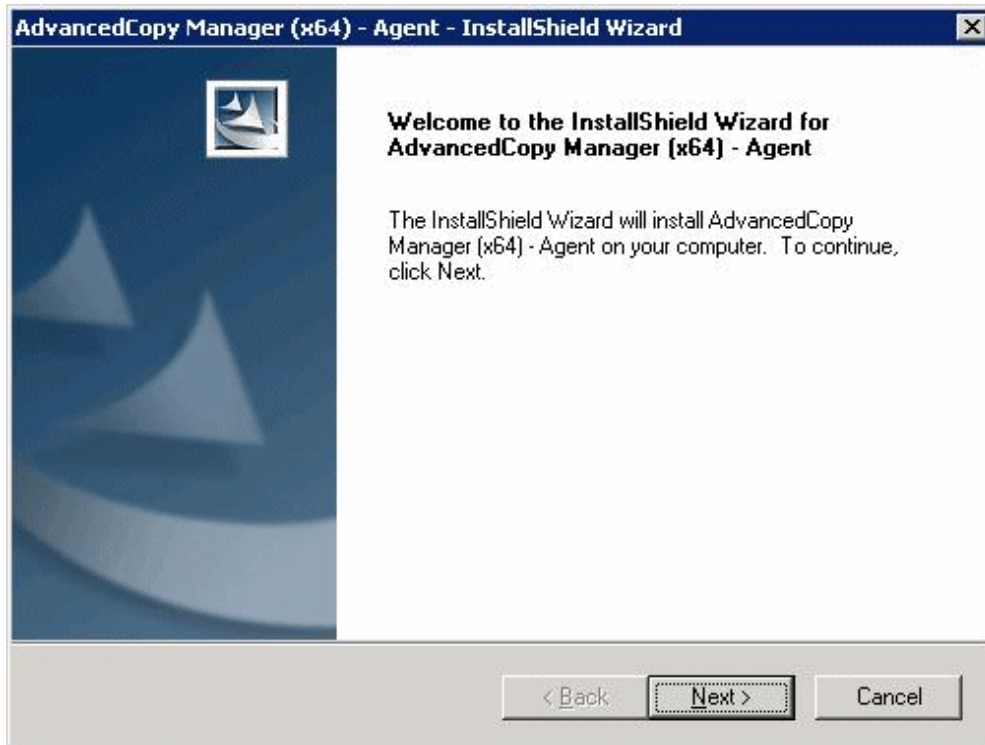 AdvancedCopy Manager (x64) - Agent - InstallShield Wizard
Welcome to the InstallShield Wizard for
AdvancedCopy Manager (x64) - Agent
The InstallShield Wizard will install AdvancedCopy
Manager (x64) - Agent on your computer.  To continue,
click Next.
< Back
Next >
Cancel